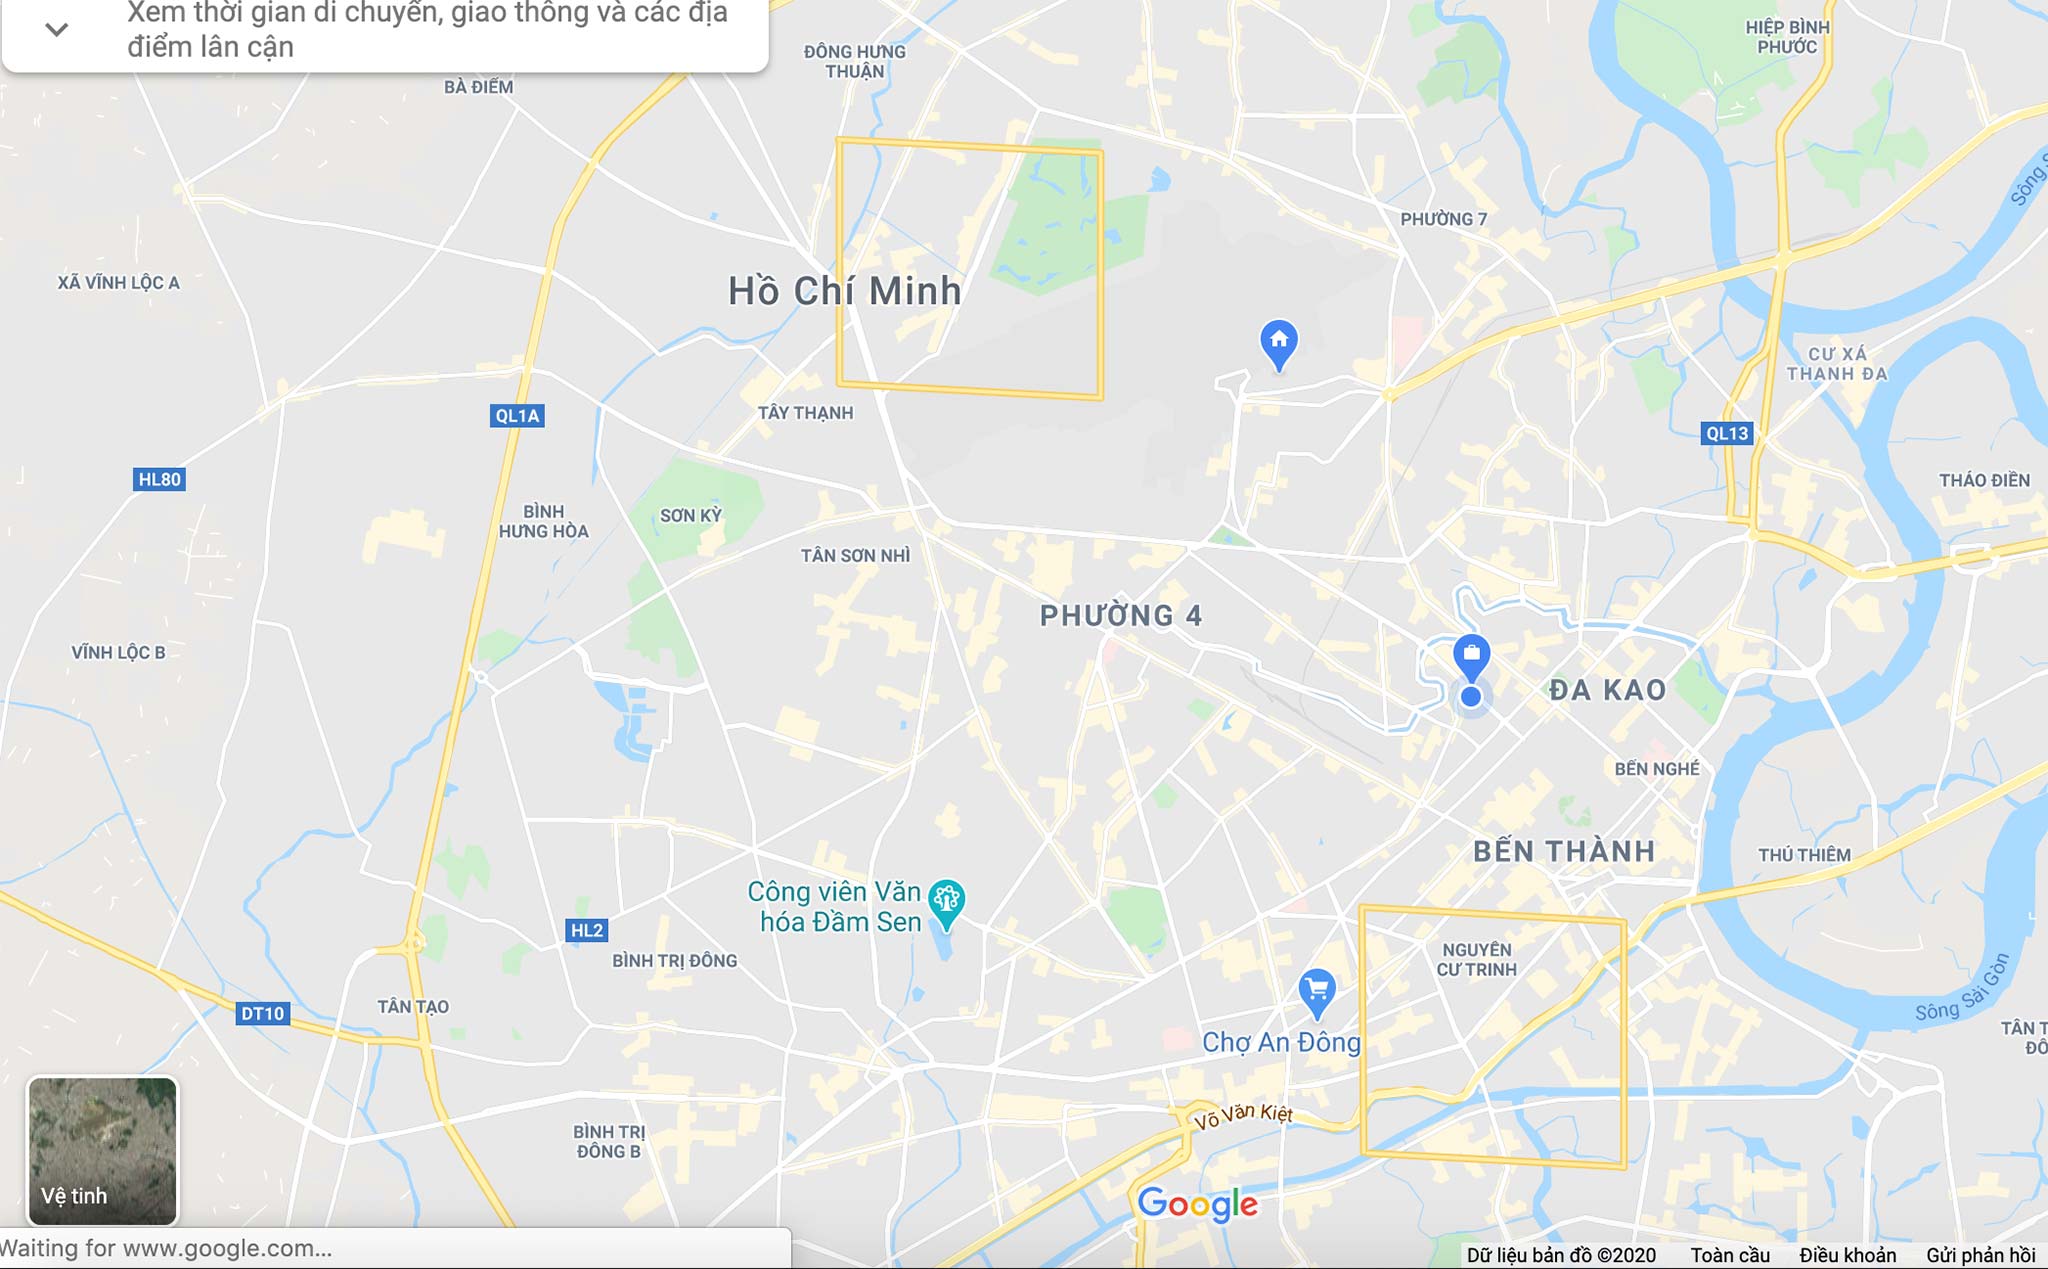 Xem thời gian di chuyển, giao thông và các địa
điểm lân cận
HIỆP BÌNH
PHƯỚC
ĐÔNG HƯNG
THUẬN
BÀ ĐIỂM
Sông S
PHƯỜNG 7
XÃ VĨNH LỘC A
Hồ Chí Minh
CƯ XÁ
THANH ĐA
TÂY THẠNH
QL1A
QL13
HL80
THẢO ĐIỀN
BÌNH
HƯNG HÒA
SƠN KỲ
TÂN SƠN NHÌ
PHƯỜNG 4
VĨNH LỘC B
ĐA KAO
BẾN NGHÉ
BẾN THÀNH
THỦ THIÊM
Công viên Văn
hóa Đầm Sen
HL2
BÌNH TRỊ ĐÔNG
NGUYỄN
CƯ TRINH
Sông Sài Gòn
TÂN TẠO
DT10
Chợ An Đông
TÂN T
ĐÔ
Võ Văn Kiệt
BÌNH TRỊ
ĐÔNG B
Vệ tinh
Google
Waiting for www.google.com...
Dữ liệu bản đồ ©2020 Toàn cầu Điều khoản Gửi phản hồi